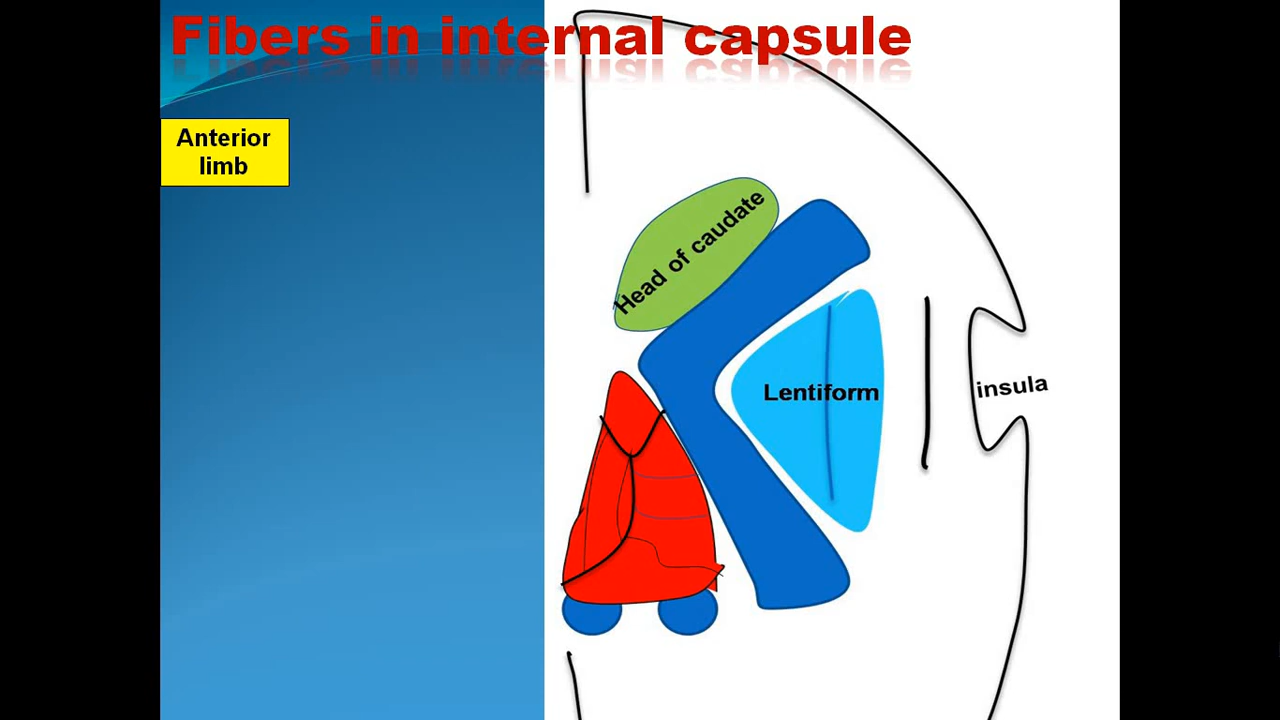 Fibers in internal capsule
Anterior
limb
Head of caudate
Lentiform
insula